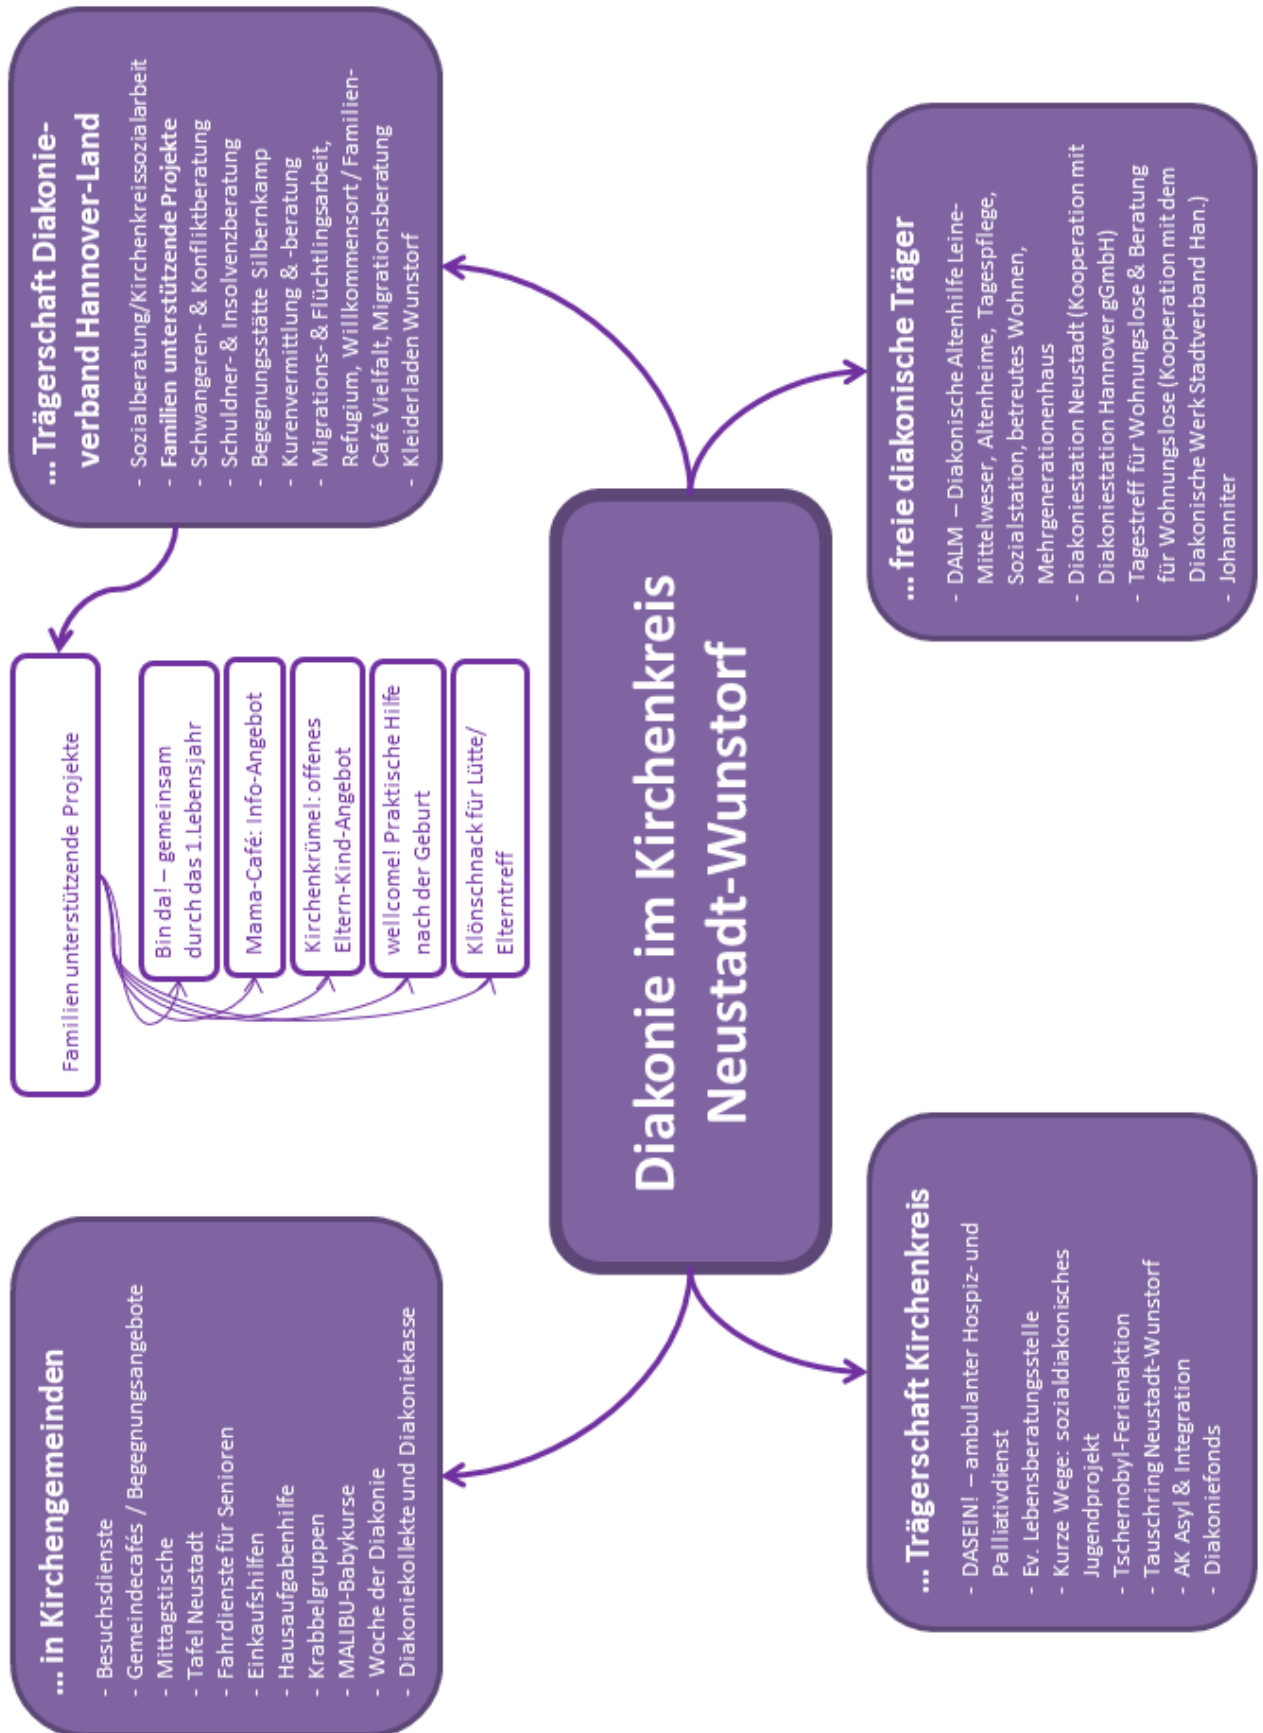 ... in Kirchengemeinden
- Besuchsdienste
- Gemeindecafés / Begegnungsangebote
- Mittagstische
- Tafel Neustadt
- Fahrdienste für Senioren
- Einkaufshilfen
- Hausaufgabenhilfe
- Krabbelgruppen
- MALIBU-Babykurse
- Woche der Diakonie
- Diakoniekollekte und Diakoniekasse
Familien unterstützende Projekte
Bin da! – gemeinsam
durch das 1.Lebensjahr
Mama-Café: Info-Angebot
Kirchenkrümel: offenes
Eltern-Kind-Angebot
wellcome! Praktische Hilfe
nach der Geburt
Klönschnack für Lütte/
Elterntreff
... Trägerschaft Diakonie-
verband Hannover-Land
- Sozialberatung/Kirchenkreissozialarbeit
- Familien unterstützende Projekte
- Schwangeren- & Konfliktberatung
- Schuldner- & Insolvenzberatung
- Begegnungsstätte Silbernkamp
- Kurenvermittlung & -beratung
- Migrations- & Flüchtlingsarbeit,
Refugium, Willkommensort / Familien-
Café Vielfalt, Migrationsberatung
- Kleiderladen Wunstorf
Diakonie im Kirchenkreis
Neustadt-Wunstorf
... Trägerschaft Kirchenkreis
- DASEIN! – ambulanter Hospiz- und
Palliativdienst
- Ev. Lebensberatungsstelle
- Kurze Wege: sozialdiakonisches
Jugendprojekt
- Tschernobyl-Ferienaktion
- Tauschring Neustadt-Wunstorf
- AK Asyl & Integration
- Diakoniefonds
... freie diakonische Träger
- DALM – Diakonische Altenhilfe Leine-
Mittelweser, Altenheime, Tagespflege,
Sozialstation, betreutes Wohnen,
Mehrgenerationenhaus
- Diakoniestation Neustadt (Kooperation mit
Diakoniestation Hannover gGmbH)
- Tagestreff für Wohnungslose & Beratung
für Wohnungslose (Kooperation mit dem
Diakonische Werk Stadtverband Han.)
- Johanniter